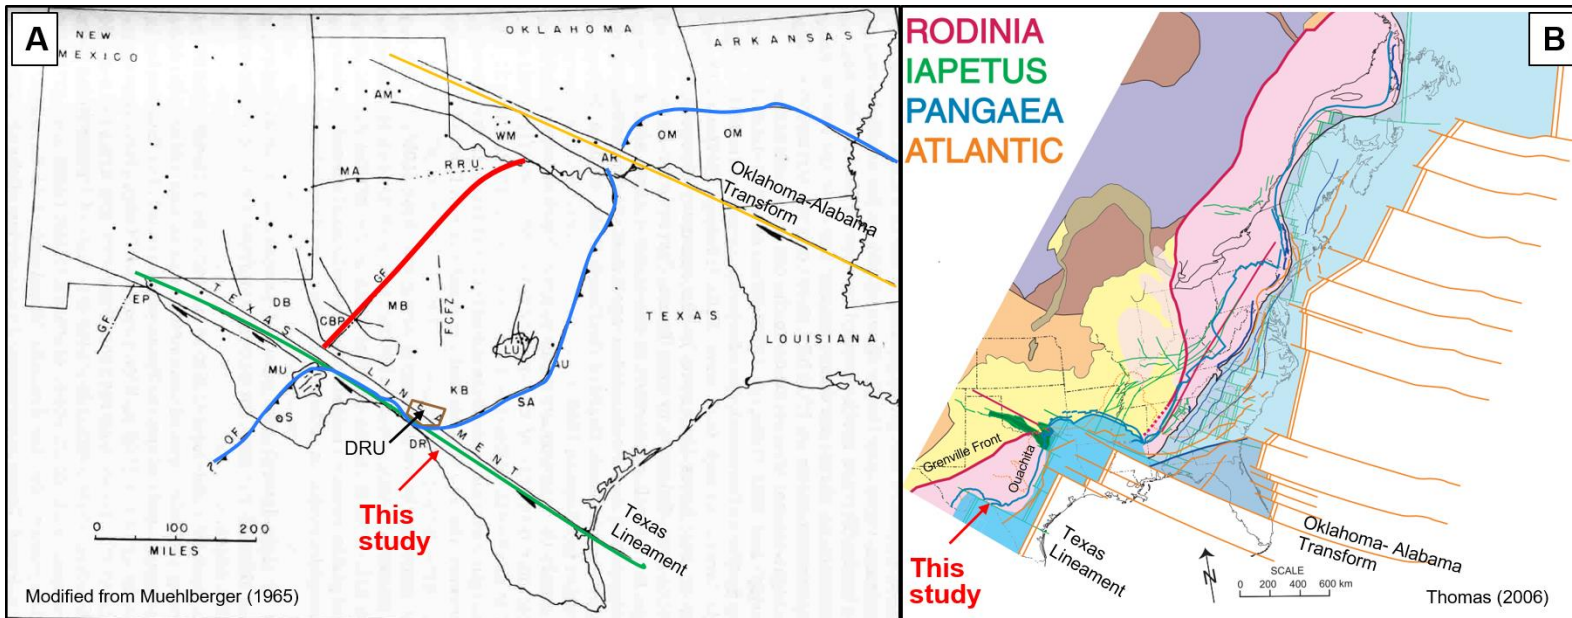 A
NEW
MEXICO
OKLAHOMA
ARKANSAS
AM
WM
OM
OM
AR
RRU
MA
Oklahoma-Alabama
Transform
GF
EP
TEXAS
DB
CBP
MB
FCFZ
LU
TEXAS
LOUISIANA
GF
LINEAMENT
MU
KB
AU
SA
S
OF
?
DRU
DR
This
study
Texas
Lineament
0 100 200
MILES
Modified from Muehlberger (1965)
B
RODINIA
IAPETUS
PANGAEA
ATLANTIC
Grenville Front
Ouachita
This
study
Texas
Lineament
Oklahoma- Alabama
Transform
N
SCALE
0 200 400 600 km
Thomas (2006)